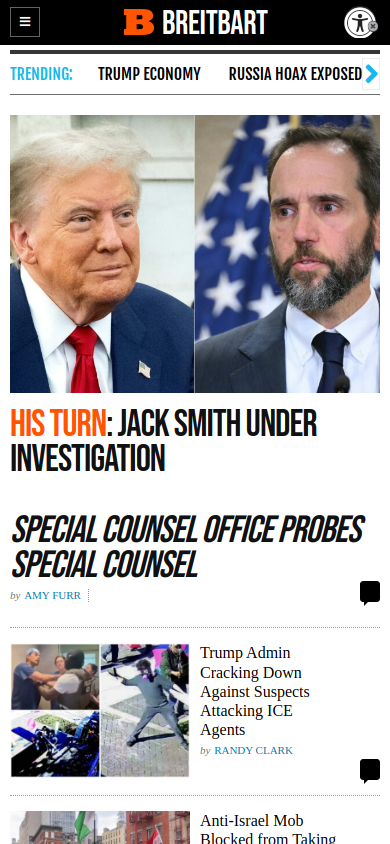 BREITBART
TRENDING:
TRUMP ECONOMY
RUSSIA HOAX EXPOSED
HIS TURN: JACK SMITH UNDER
INVESTIGATION
SPECIAL COUNSEL OFFICE PROBES
SPECIAL COUNSEL
by AMY FURR
Trump Admin
Cracking Down
Against Suspects
Attacking ICE
Agents
by RANDY CLARK
Anti-Israel Mob
Blocked from Taking